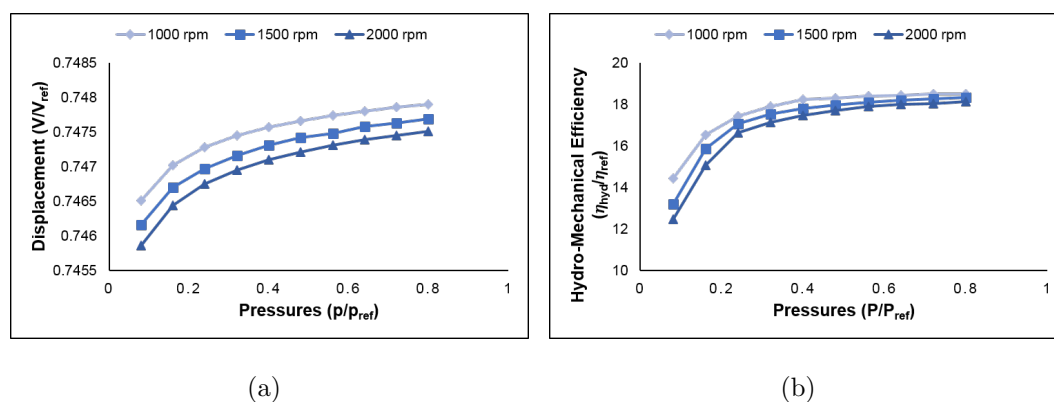 1000 rpm 1500 rpm 2000 rpm
0.7485
0.748
0.7475
0.747
0.7465
0.746
0.7455
Displacement (V/Vref)
0 0.2 0.4 0.6 0.8 1
Pressures (p/pref)
(a)
1000 rpm 1500 rpm 2000 rpm
20
18
16
14
12
10
Hydro-Mechanical Efficiency
(ηhyd/ηref)
0 0.2 0.4 0.6 0.8 1
Pressures (P/Pref)
(b)